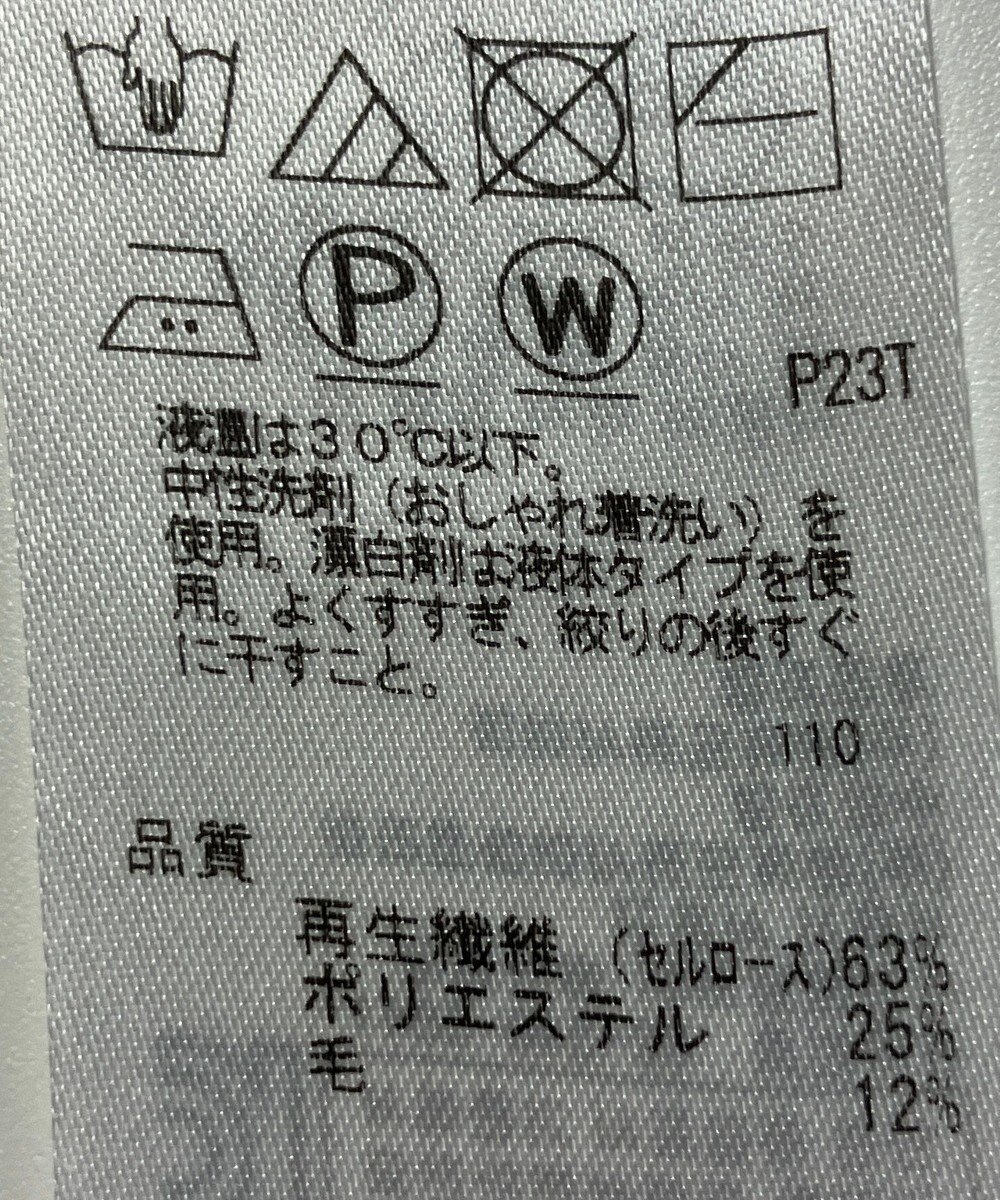 P
W
P23T
液温は30℃以下。
中性洗剤（おしゃれ着洗い）を
使用。漂白剤は液体タイプを使
用。よくすすぎ、絞りの後すぐ
に干すこと。
110
品質
再生繊維（セルロース）63%
ポリエステル 25%
毛 12%